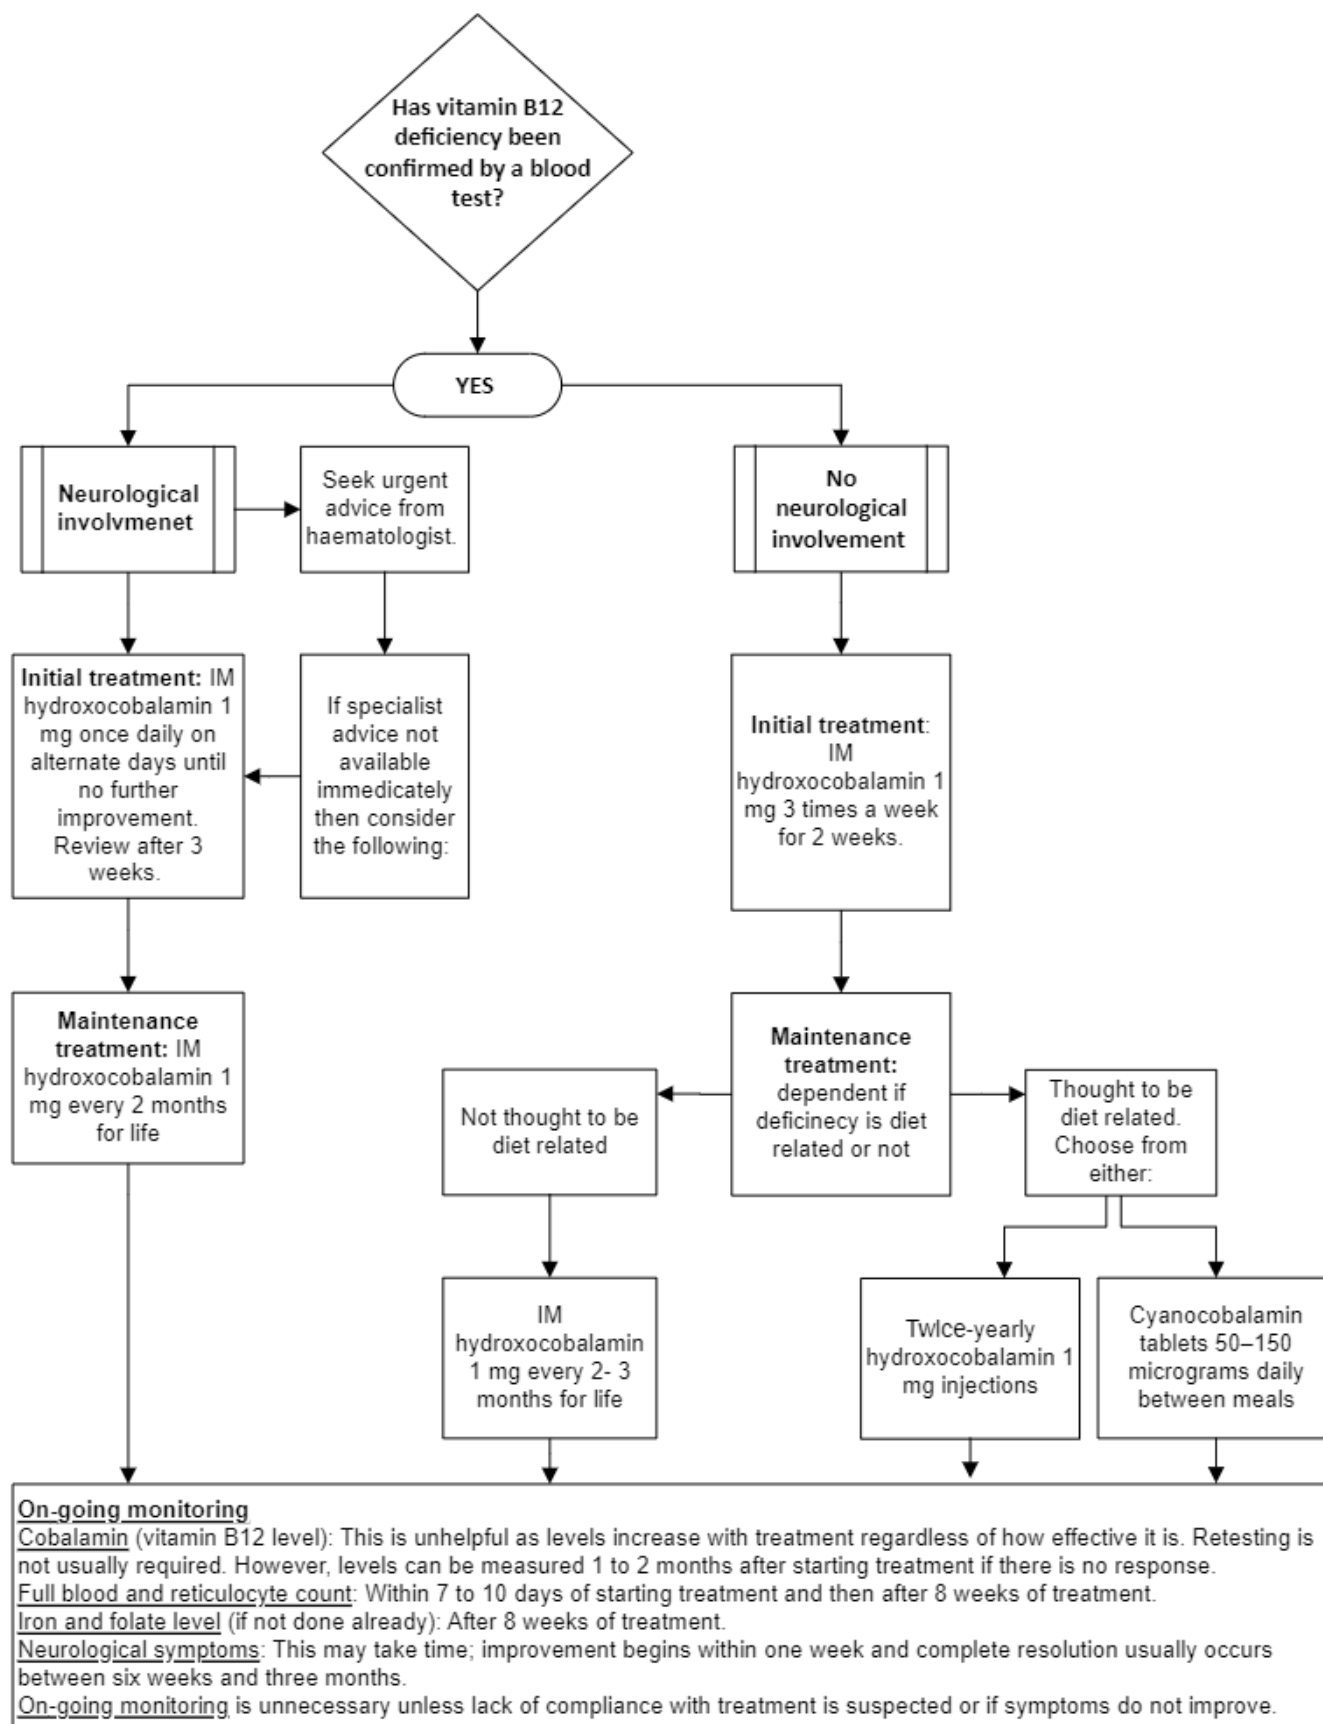 Has vitamin B12
deficiency been
confirmed by a blood
test?
YES
Neurological
involvmenet
Seek urgent
advice from
haematologist.
No
neurological
involvement
Initial treatment: IM
hydroxocobalamin 1
mg once daily on
alternate days until
no further
improvement.
Review after 3
weeks.
If specialist
advice not
available
immedicately
then consider
the following:
Initial treatment:
IM
hydroxocobalamin 1
mg 3 times a week
for 2 weeks.
Maintenance
treatment: IM
hydroxocobalamin 1
mg every 2 months
for life
Not thought to be
diet related
Maintenance
treatment:
dependent if
deficinecy is diet
related or not
Thought to be
diet related.
Choose from
either:
IM
hydroxocobalamin
1 mg every 2- 3
months for life
Twice-yearly
hydroxocobalamin 1
mg injections
Cyanocobalamin
tablets 50–150
micrograms daily
between meals
On-going monitoring
Cobalamin (vitamin B12 level): This is unhelpful as levels increase with treatment regardless of how effective it is. Retesting is
not usually required. However, levels can be measured 1 to 2 months after starting treatment if there is no response.
Full blood and reticulocyte count: Within 7 to 10 days of starting treatment and then after 8 weeks of treatment.
Iron and folate level (if not done already): After 8 weeks of treatment.
Neurological symptoms: This may take time; improvement begins within one week and complete resolution usually occurs
between six weeks and three months.
On-going monitoring is unnecessary unless lack of compliance with treatment is suspected or if symptoms do not improve.